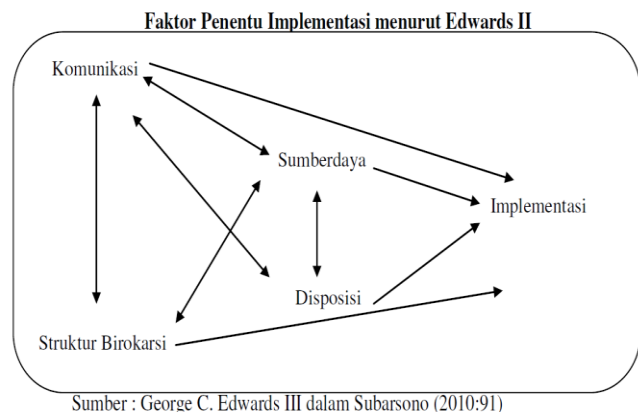 Faktor Penentu Implementasi menurut Edwards II
Komunikasi
Sumberdaya
Implementasi
Disposisi
Struktur Birokarsi
Sumber : George C. Edwards III dalam Subarsono (2010:91)